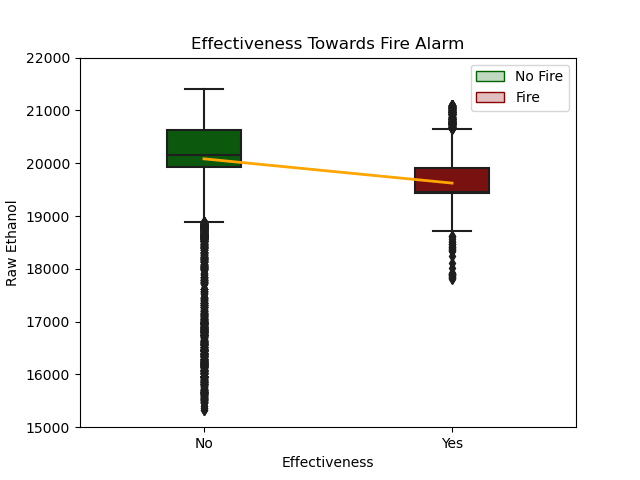 Effectiveness Towards Fire Alarm
22000
21000
20000
19000
18000
17000
16000
15000
Raw Ethanol
No Fire
Fire
No
Yes
Effectiveness